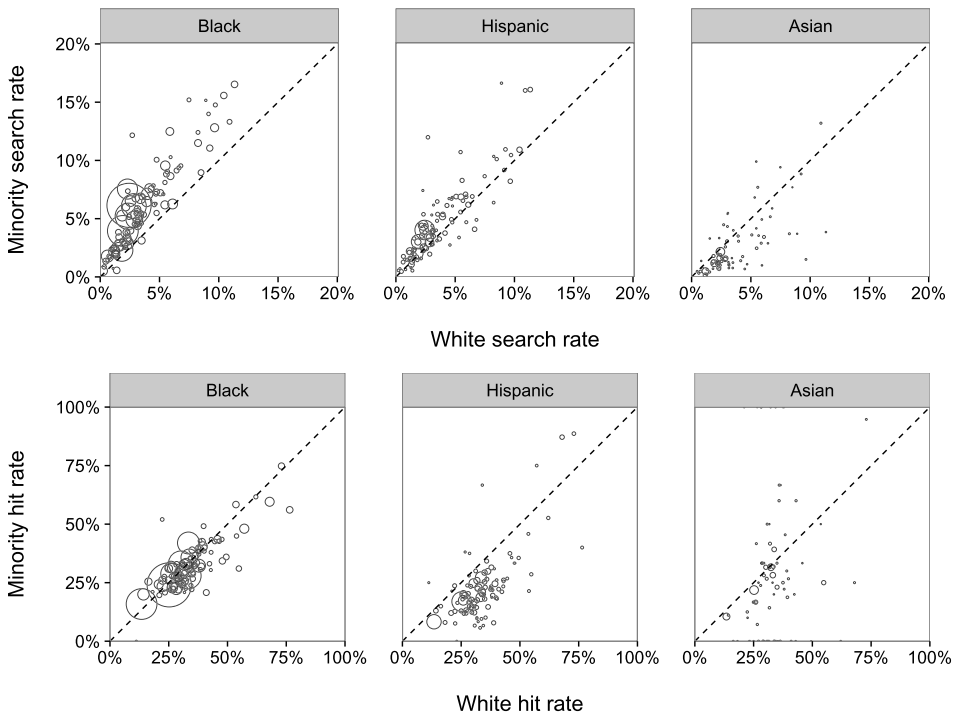 Black Hispanic Asian
Minority search rate
20%
15%
10%
5%
0%
0% 5% 10% 15% 20% 0% 5% 10% 15% 20% 0% 5% 10% 15% 20%
White search rate
Black Hispanic Asian
Minority hit rate
100%
75%
50%
25%
0%
0% 25% 50% 75% 100% 0% 25% 50% 75% 100% 0% 25% 50% 75% 100%
White hit rate